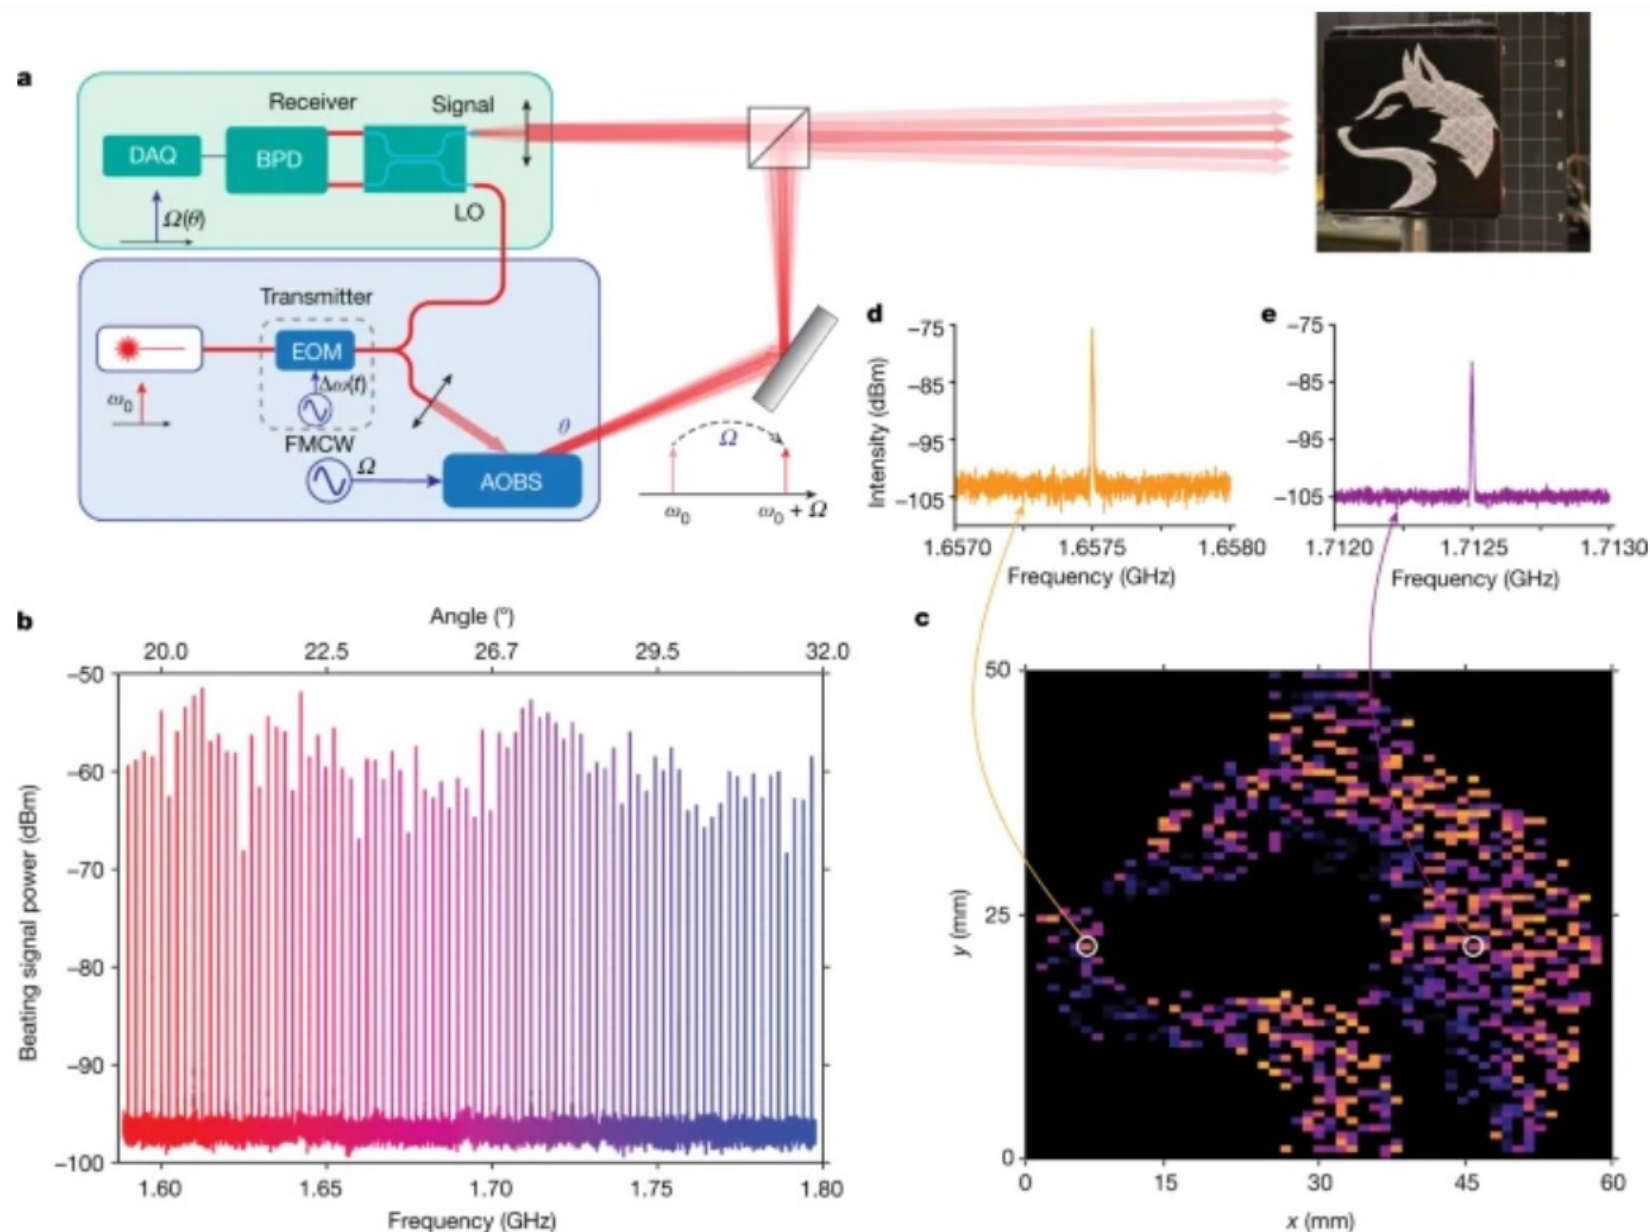 a
Receiver
Signal
DAQ
BPD
LO
Ω(θ)
Transmitter
EOM
Δω(t)
ω₀
FMCW
Ω
AOBS
θ
Ω
ω₀
ω₀ + Ω
d
−75
−85
−95
−105
Intensity (dBm)
1.6570
1.6575
1.6580
Frequency (GHz)
e
−75
−85
−95
−105
1.7120
1.7125
1.7130
Frequency (GHz)
b
Angle (°)
20.0
22.5
26.7
29.5
32.0
−50
−60
−70
−80
−90
−100
Beating signal power (dBm)
1.60
1.65
1.70
1.75
1.80
Frequency (GHz)
c
50
25
0
y (mm)
0
15
30
45
60
x (mm)